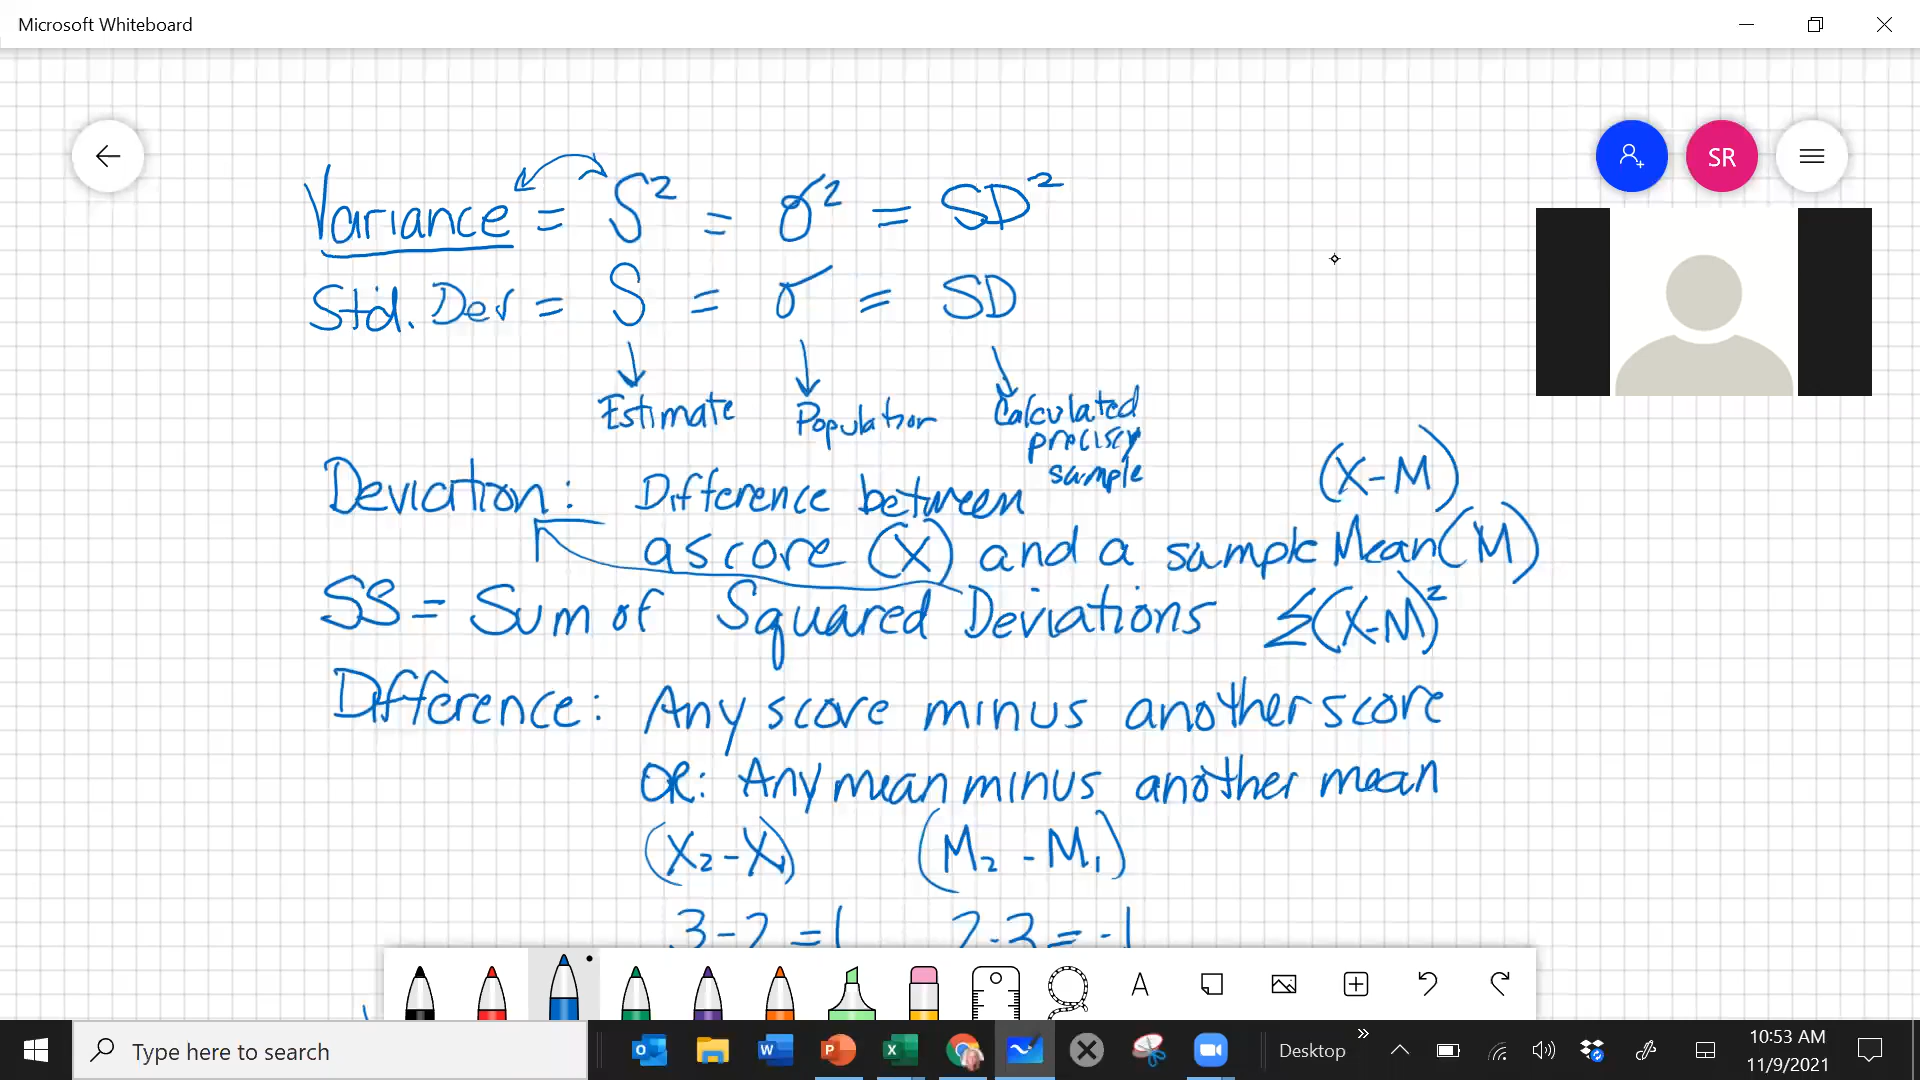 Microsoft Whiteboard
SR
Variance = S² = σ² = SD²
Std. Dev = S = σ = SD
Estimate Population Calculated
precisey
sample
Deviation: Difference between (X-M)
a score (X) and a sample Mean (M)
SS = Sum of Squared Deviations Σ(X-M)²
Difference: Any score minus another score
OR: Any mean minus another mean
(X₂-X₁) (M₂-M₁)
3-2=1 2-3=-1
A
Type here to search
Desktop
10:53 AM
11/9/2021